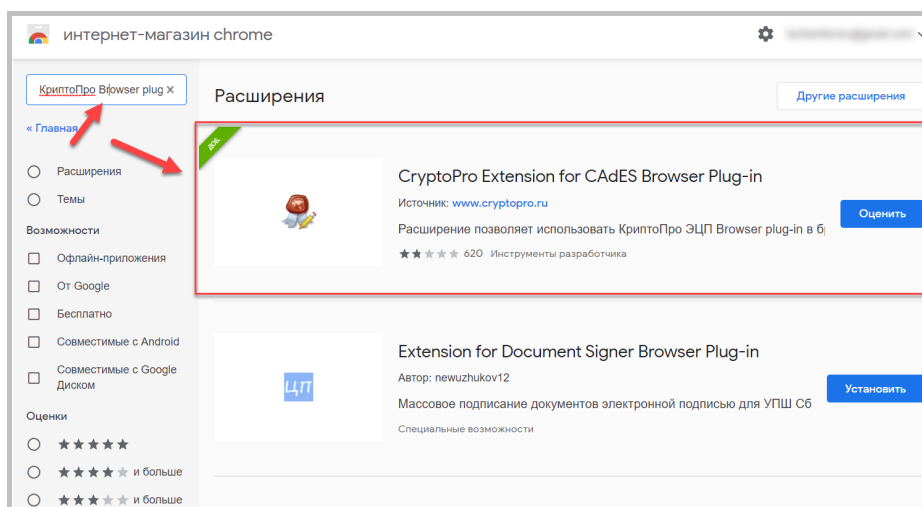 интернет-магазин chrome
КриптоПро Browser plug ×
Расширения
Другие расширения
« Главная
Расширения
Темы
Возможности
Офлайн-приложения
От Google
Бесплатно
Совместимые с Android
Совместимые с Google
Диском
Оценки
и больше
и больше
CryptoPro Extension for CAdES Browser Plug-in
Источник: www.cryptopro.ru
Расширение позволяет использовать КриптоПро ЭЦП Browser plug-in в б
620 Инструменты разработчика
Оценить
ЦП
Extension for Document Signer Browser Plug-in
Автор: newuzhukov12
Массовое подписание документов электронной подписью для УПШ Сб
Специальные возможности
Установить